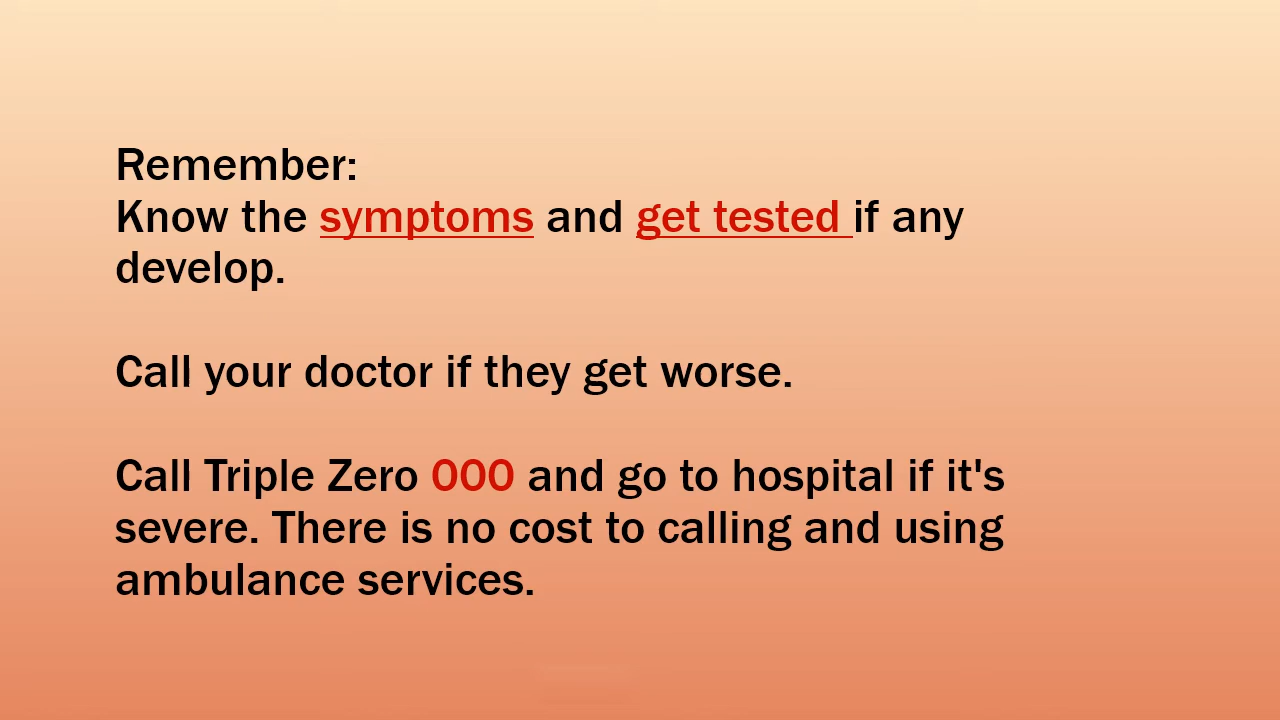 Remember:
Know the symptoms and get tested if any
develop.
Call your doctor if they get worse.
Call Triple Zero 000 and go to hospital if it's
severe. There is no cost to calling and using
ambulance services.